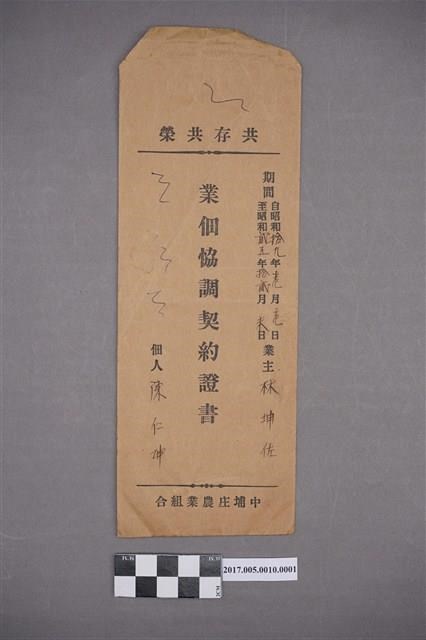 共存共榮
期間
自昭和拾九年壹月壹日
至昭和貳五年拾貳月末日
業主 林坤佐
業佃協調契約證書
佃人 陳仁坤
中埔庄農業組合
2017.005.0010.0001